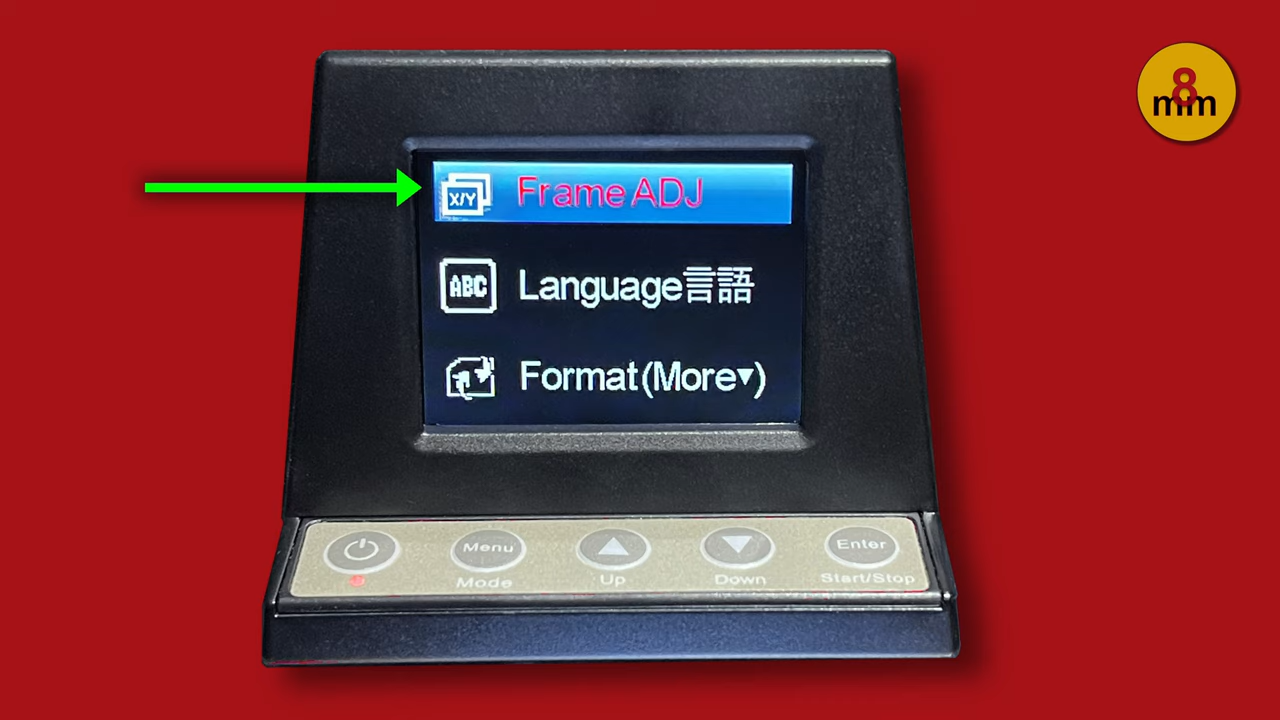 8
mm
X/Y Frame ADJ
ABC Language言語
Format(More▼)
Menu Enter
Mode Up Down Start/Stop